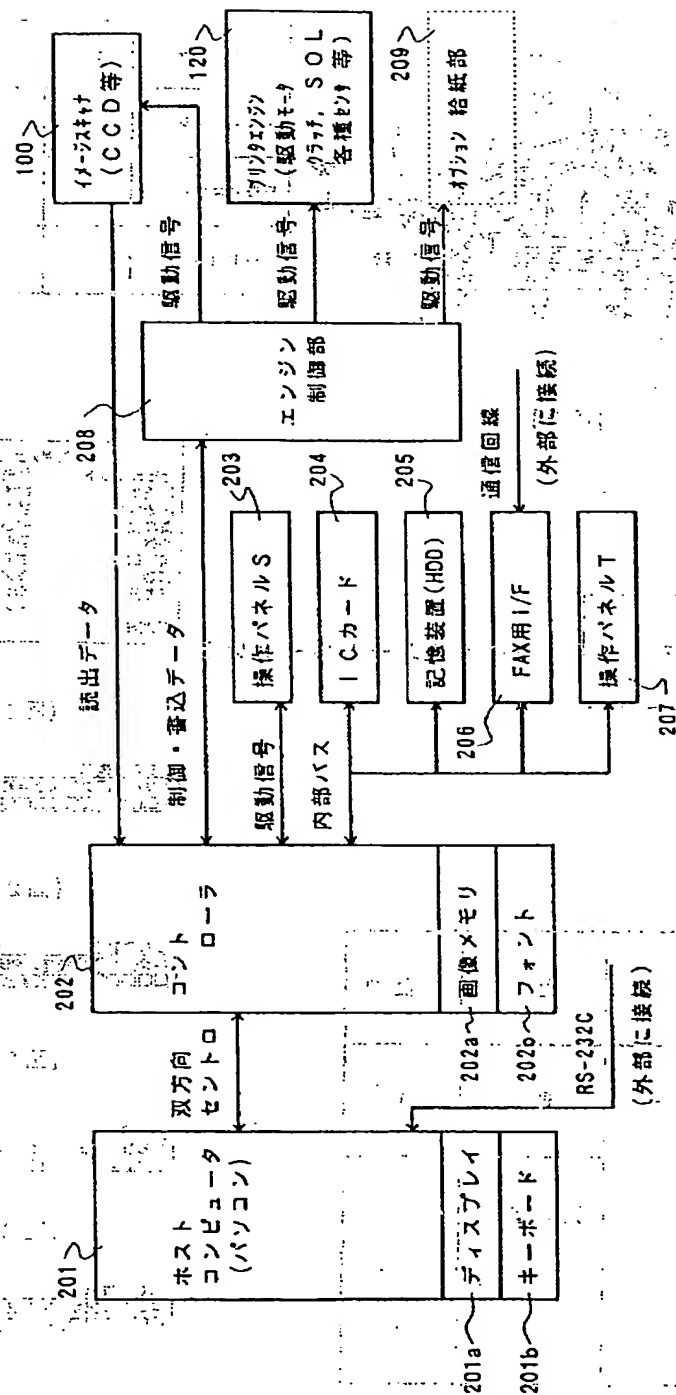 201
ホスト
コンピュータ
(パソコン)
201a
ディスプレイ
201b
キーボード
双方向
セントロ
RS-232C
(外部に接続)
202
コントローラ
202a
画像メモリ
202b
フォント
読出データ
制御・書込データ
駆動信号
内部バス
203
操作パネルS
204
ICカード
205
記憶装置(HDD)
206
FAX用I/F
207
操作パネルT
通信回線
(外部に接続)
208
エンジン
制御部
駆動信号
駆動信号
駆動信号
100
イメージスキャナ
(CCD等)
120
プリンタエンジン
(駆動モータ
クラッチ, SOL
各種センサ 等)
209
オプション 給紙部